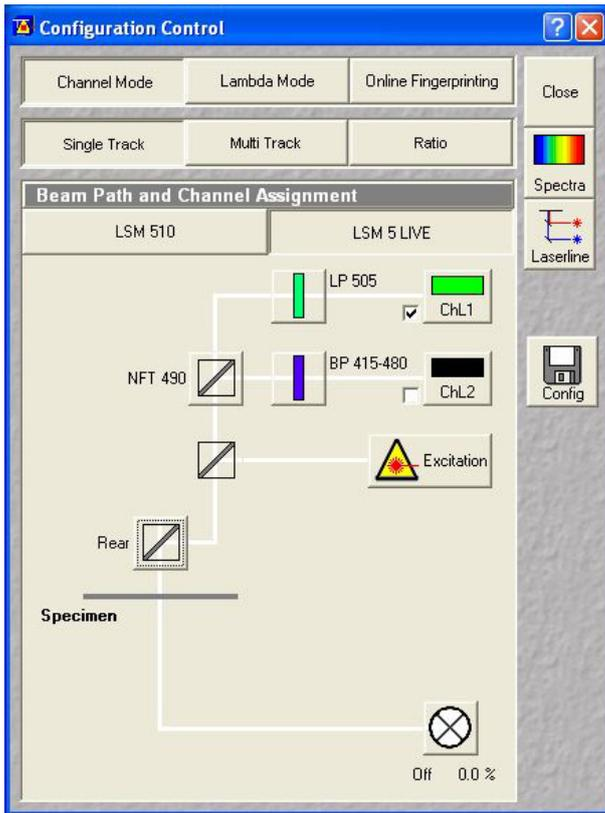 Configuration Control
Channel Mode Lambda Mode Online Fingerprinting
Close
Single Track Multi Track Ratio
Spectra
Beam Path and Channel Assignment
LSM 510 LSM 5 LIVE
Laserline
LP 505
ChL1
NFT 490
BP 415-480
ChL2
Config
Excitation
Rear
Specimen
Off 0.0 %